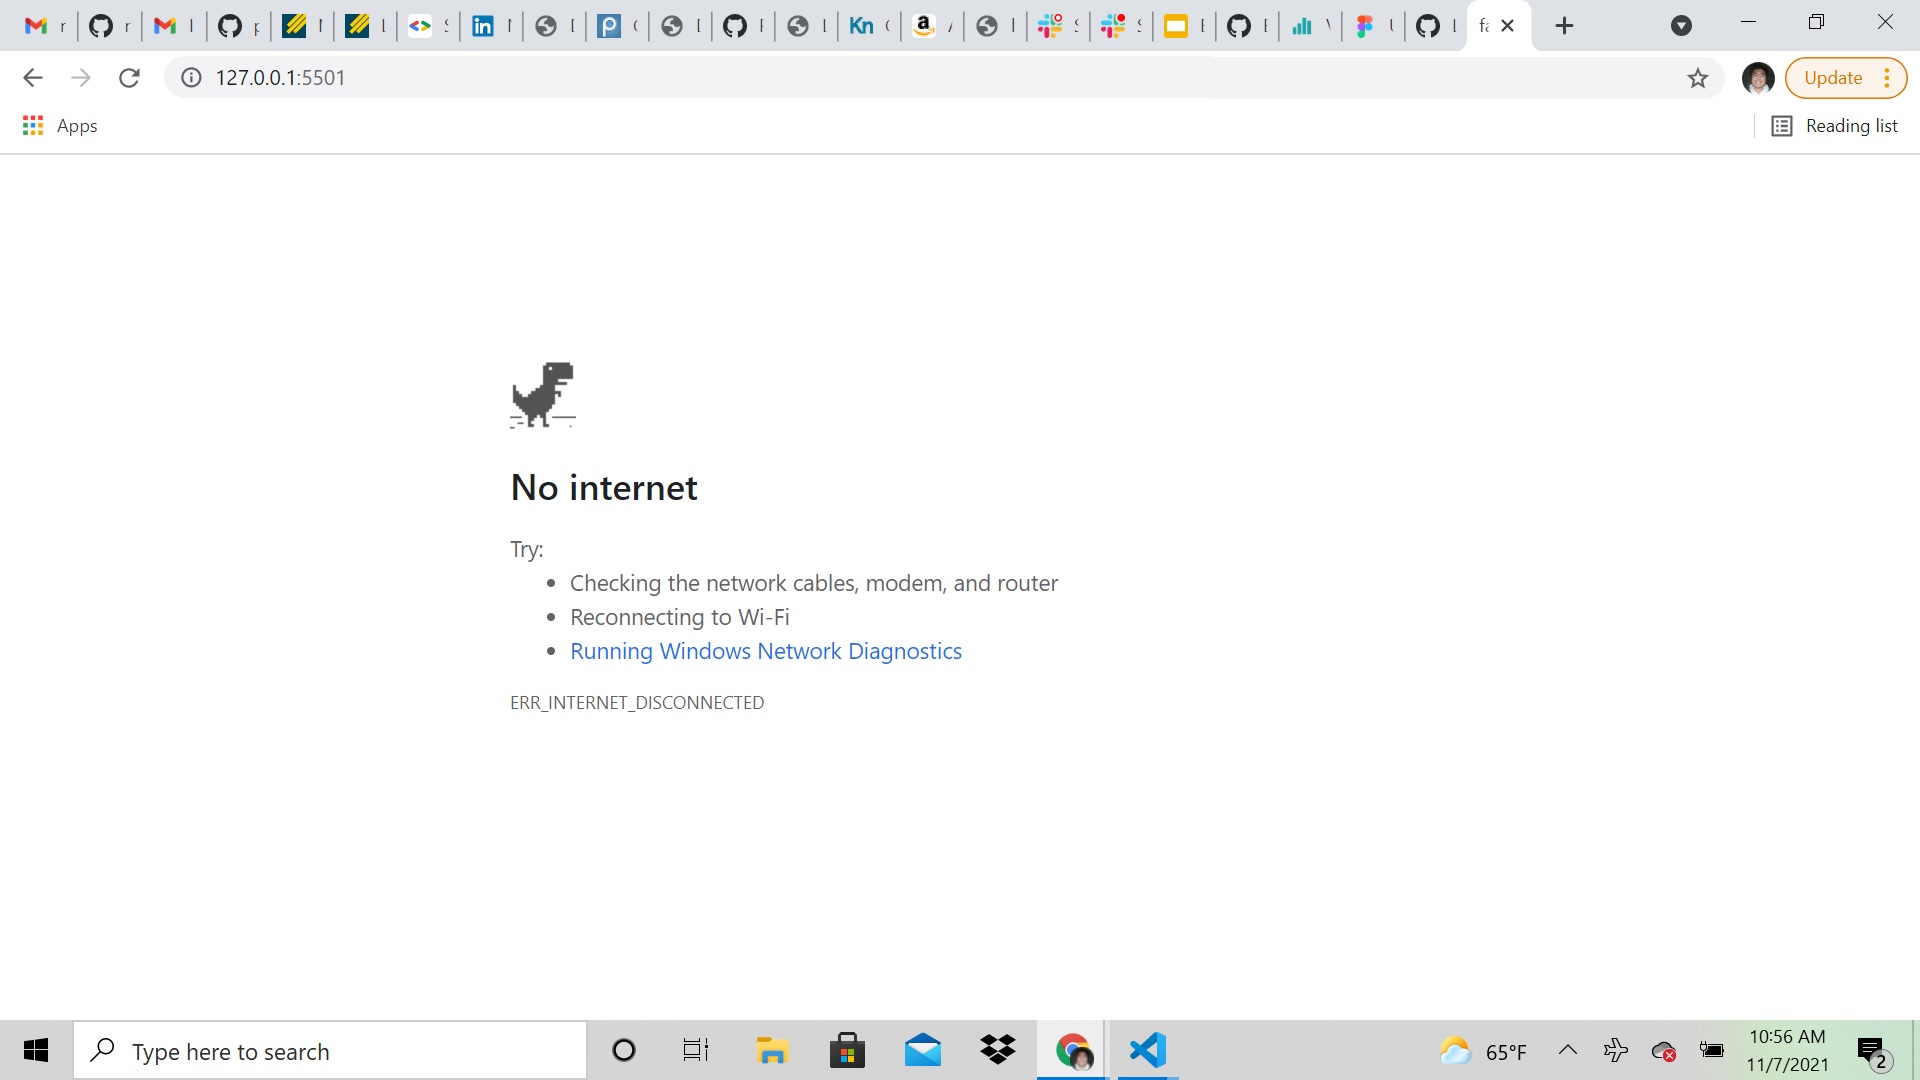 127.0.0.1:5501
Update
Apps
Reading list
No internet
Try:
Checking the network cables, modem, and router
Reconnecting to Wi-Fi
Running Windows Network Diagnostics
ERR_INTERNET_DISCONNECTED
Type here to search
65°F
10:56 AM
11/7/2021
2